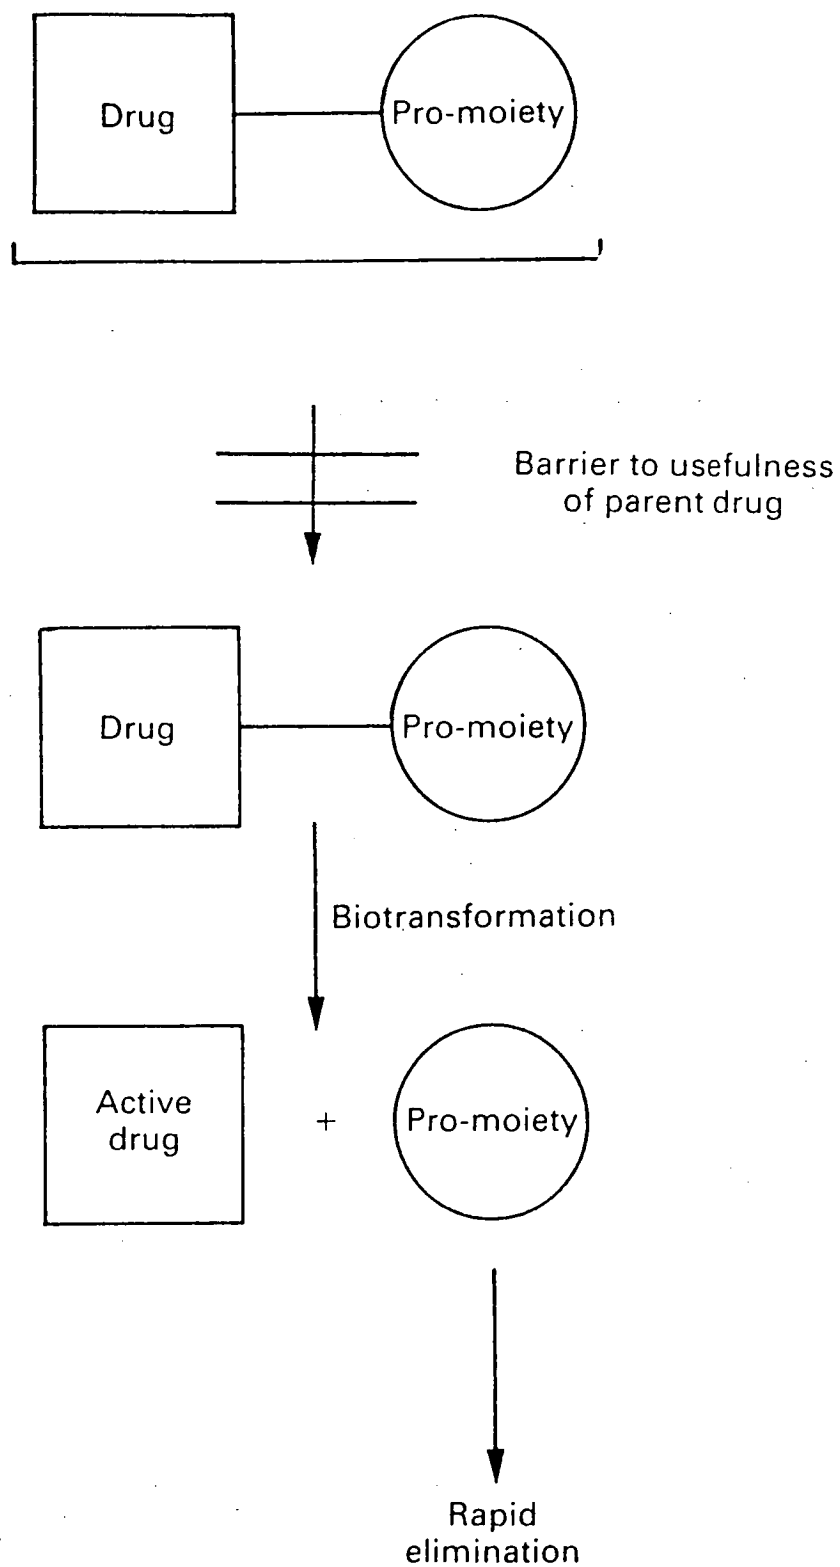 Drug
Pro-moiety
Barrier to usefulness
of parent drug
Drug
Pro-moiety
Biotransformation
Active
drug
+
Pro-moiety
Rapid
elimination